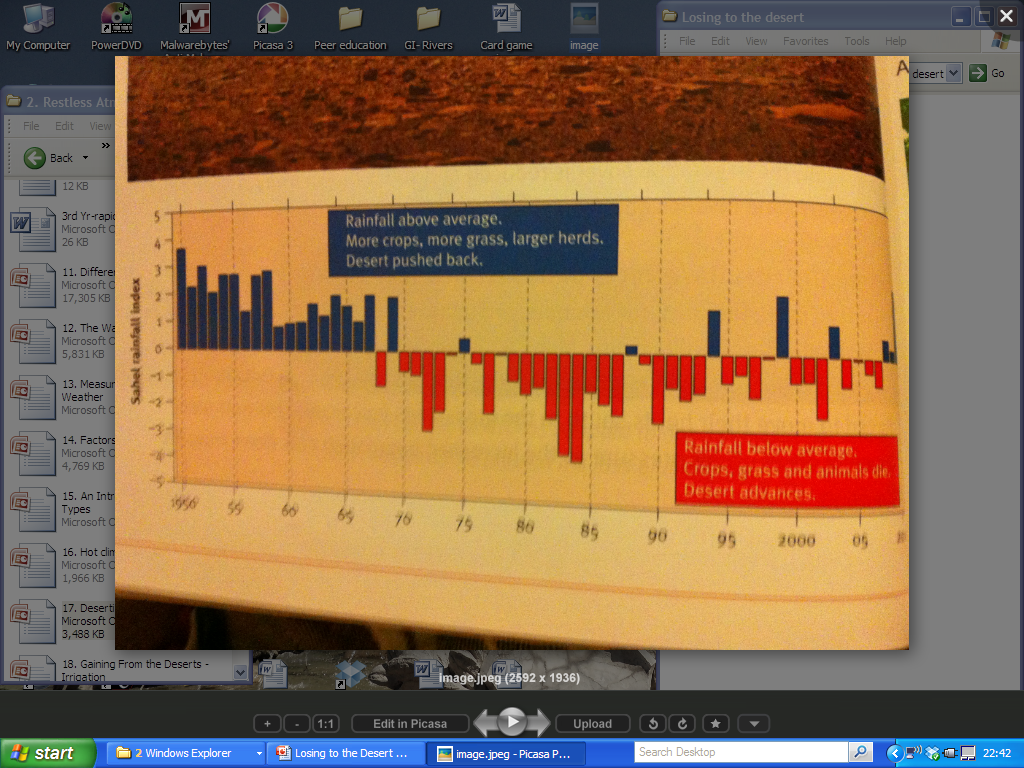 My Computer
PowerDVD
Malwarebytes'
Picasa 3
Peer education
GI- Rivers
Card game
image
Losing to the desert
File Edit View Favorites Tools Help
desert
Go
2. Restless Atm
File Edit View
Back
»
12 KB
3rd Yr-rapi
Microsoft O
26 KB
11. Differe
Microsoft O
17,305 KB
12. The Wa
Microsoft O
5,831 KB
13. Measur
Weather
Microsoft O
14. Factors
Microsoft O
4,769 KB
15. An Intr
Types
Microsoft O
16. Hot clim
Microsoft O
1,966 KB
17. Deserti
Microsoft O
3,488 KB
18. Gaining From the Deserts -
Irrigation
A
Rainfall above average.
More crops, more grass, larger herds.
Desert pushed back.
Sahel rainfall index
5
4
3
2
1
0
-1
-2
-3
-4
-5
Rainfall below average.
Crops, grass and animals die.
Desert advances.
1950 55 60 65 70 75 80 85 90 95 2000 05
image.jpeg (2592 x 1936)
+ - 1:1 Edit in Picasa Upload
start
2 Windows Explorer
Losing to the Desert ...
image.jpeg - Picasa P...
Search Desktop
22:42